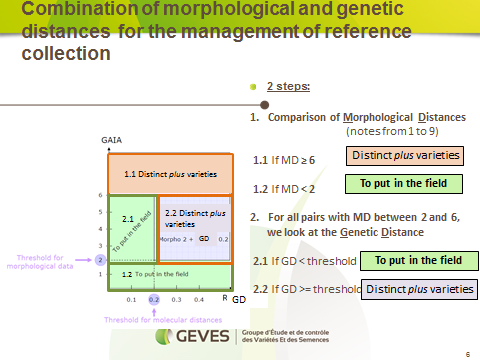 Combination of morphological and genetic
distances for the management of reference
collection
2 steps:
1. Comparison of Morphological Distances
(notes from 1 to 9)
1.1 If MD ≥ 6
Distinct plus varieties
1.2 If MD < 2
To put in the field
2. For all pairs with MD between 2 and 6,
we look at the Genetic Distance
2.1 If GD < threshold
To put in the field
2.2 If GD >= threshold
Distinct plus varieties
GAIA
1.1 Distinct plus varieties
6
5
4
3
2
1
2.1
To put in the field
2.2 Distinct plus
varieties
Morpho 2 + GD 0.2
1.2 To put in the field
Threshold for
morphological data
0.1 0.2 0.3 0.4 R GD
Threshold for molecular distances
GEVES
Groupe d'Étude et de contrôle
des Variétés Et des Semences
6